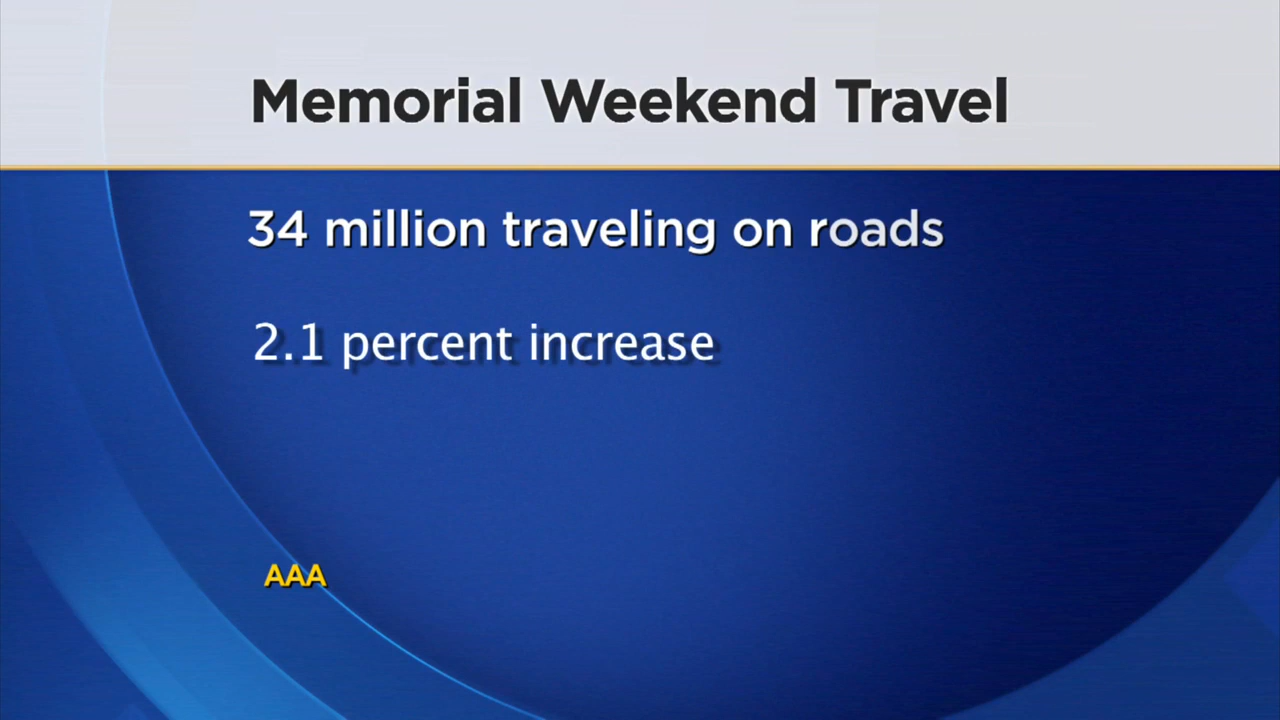 Memorial Weekend Travel
34 million traveling on roads
2.1 percent increase
AAA